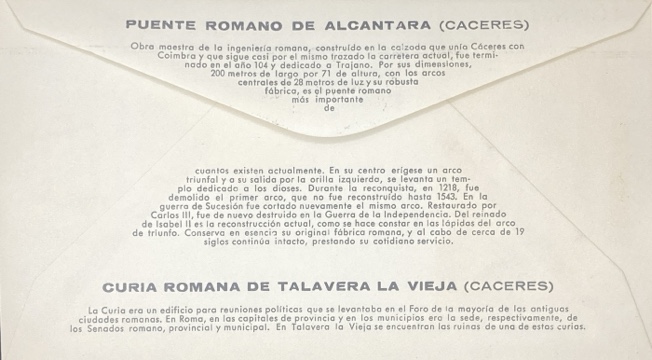 PUENTE ROMANO DE ALCANTARA (CACERES)
Obra maestra de la ingeniería romana, construído en la calzada que unía Cáceres con
Coimbra y que sigue casi por el mismo trazado la carretera actual, fue termi-
nado en el año 104 y dedicado a Trajano. Por sus dimensiones,
200 metros de largo por 71 de altura, con los arcos
centrales de 28 metros de luz y su robusta
fábrica, es el puente romano
más importante
de
cuantos existen actualmente. En su centro erígese un arco
triunfal y a su salida por la orilla izquierda, se levanta un tem-
plo dedicado a los dioses. Durante la reconquista, en 1218, fue
demolido el primer arco, que no fue reconstruído hasta 1543. En la
guerra de Sucesión fue cortado nuevamente el mismo arco. Restaurado por
Carlos III, fue de nuevo destruido en la Guerra de la Independencia. Del reinado
de Isabel II es la reconstrucción actual, como se hace constar en las lápidas del arco
de triunfo. Conserva en esencia su original fábrica romana, y al cabo de cerca de 19
siglos continúa intacto, prestando su cotidiano servicio.
CURIA ROMANA DE TALAVERA LA VIEJA (CACERES)
La Curia era un edificio para reuniones políticas que se levantaba en el Foro de la mayoría de las antiguas
ciudades romanas. En Roma, en las capitales de provincia y en los municipios era la sede, respectivamente, de
los Senados romano, provincial y municipal. En Talavera la Vieja se encuentran las ruinas de una de estas curias.